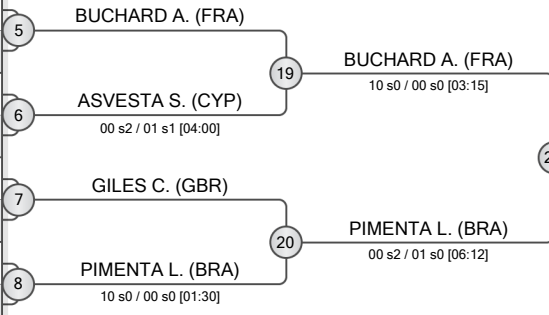 BUCHARD A. (FRA)
5
19
BUCHARD A. (FRA)
10 s0 / 00 s0 [03:15]
ASVESTA S. (CYP)
6
00 s2 / 01 s1 [04:00]
GILES C. (GBR)
7
20
PIMENTA L. (BRA)
00 s2 / 01 s0 [06:12]
PIMENTA L. (BRA)
8
10 s0 / 00 s0 [01:30]